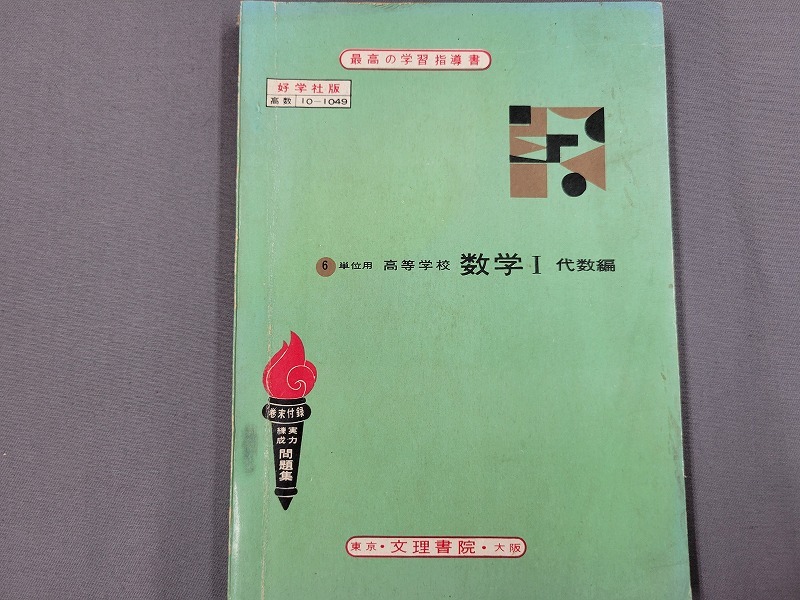 最高の学習指導書
好学社版
高数 10-1049
6 単位用 高等学校 数学 I 代数編
巻末付録
実力
練成
問題集
東京・文理書院・大阪